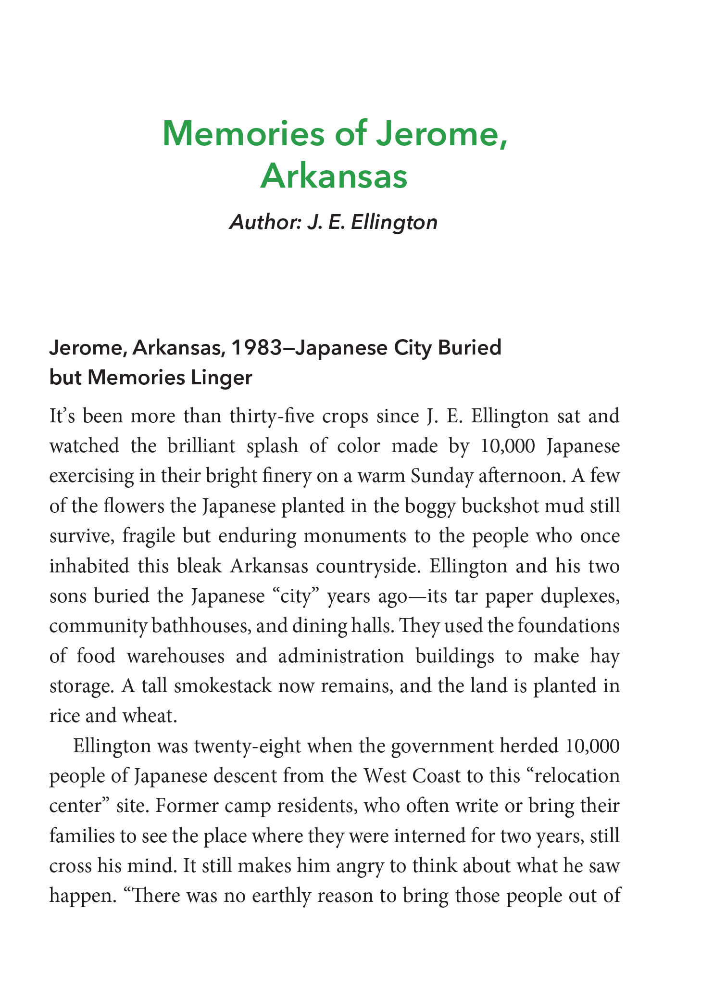 Memories of Jerome,
Arkansas
Author: J. E. Ellington
Jerome, Arkansas, 1983—Japanese City Buried
but Memories Linger
It’s been more than thirty-five crops since J. E. Ellington sat and
watched the brilliant splash of color made by 10,000 Japanese
exercising in their bright finery on a warm Sunday afternoon. A few
of the flowers the Japanese planted in the boggy buckshot mud still
survive, fragile but enduring monuments to the people who once
inhabited this bleak Arkansas countryside. Ellington and his two
sons buried the Japanese “city” years ago—its tar paper duplexes,
community bathhouses, and dining halls. They used the foundations
of food warehouses and administration buildings to make hay
storage. A tall smokestack now remains, and the land is planted in
rice and wheat.
Ellington was twenty-eight when the government herded 10,000
people of Japanese descent from the West Coast to this “relocation
center” site. Former camp residents, who often write or bring their
families to see the place where they were interned for two years, still
cross his mind. It still makes him angry to think about what he saw
happen. “There was no earthly reason to bring those people out of